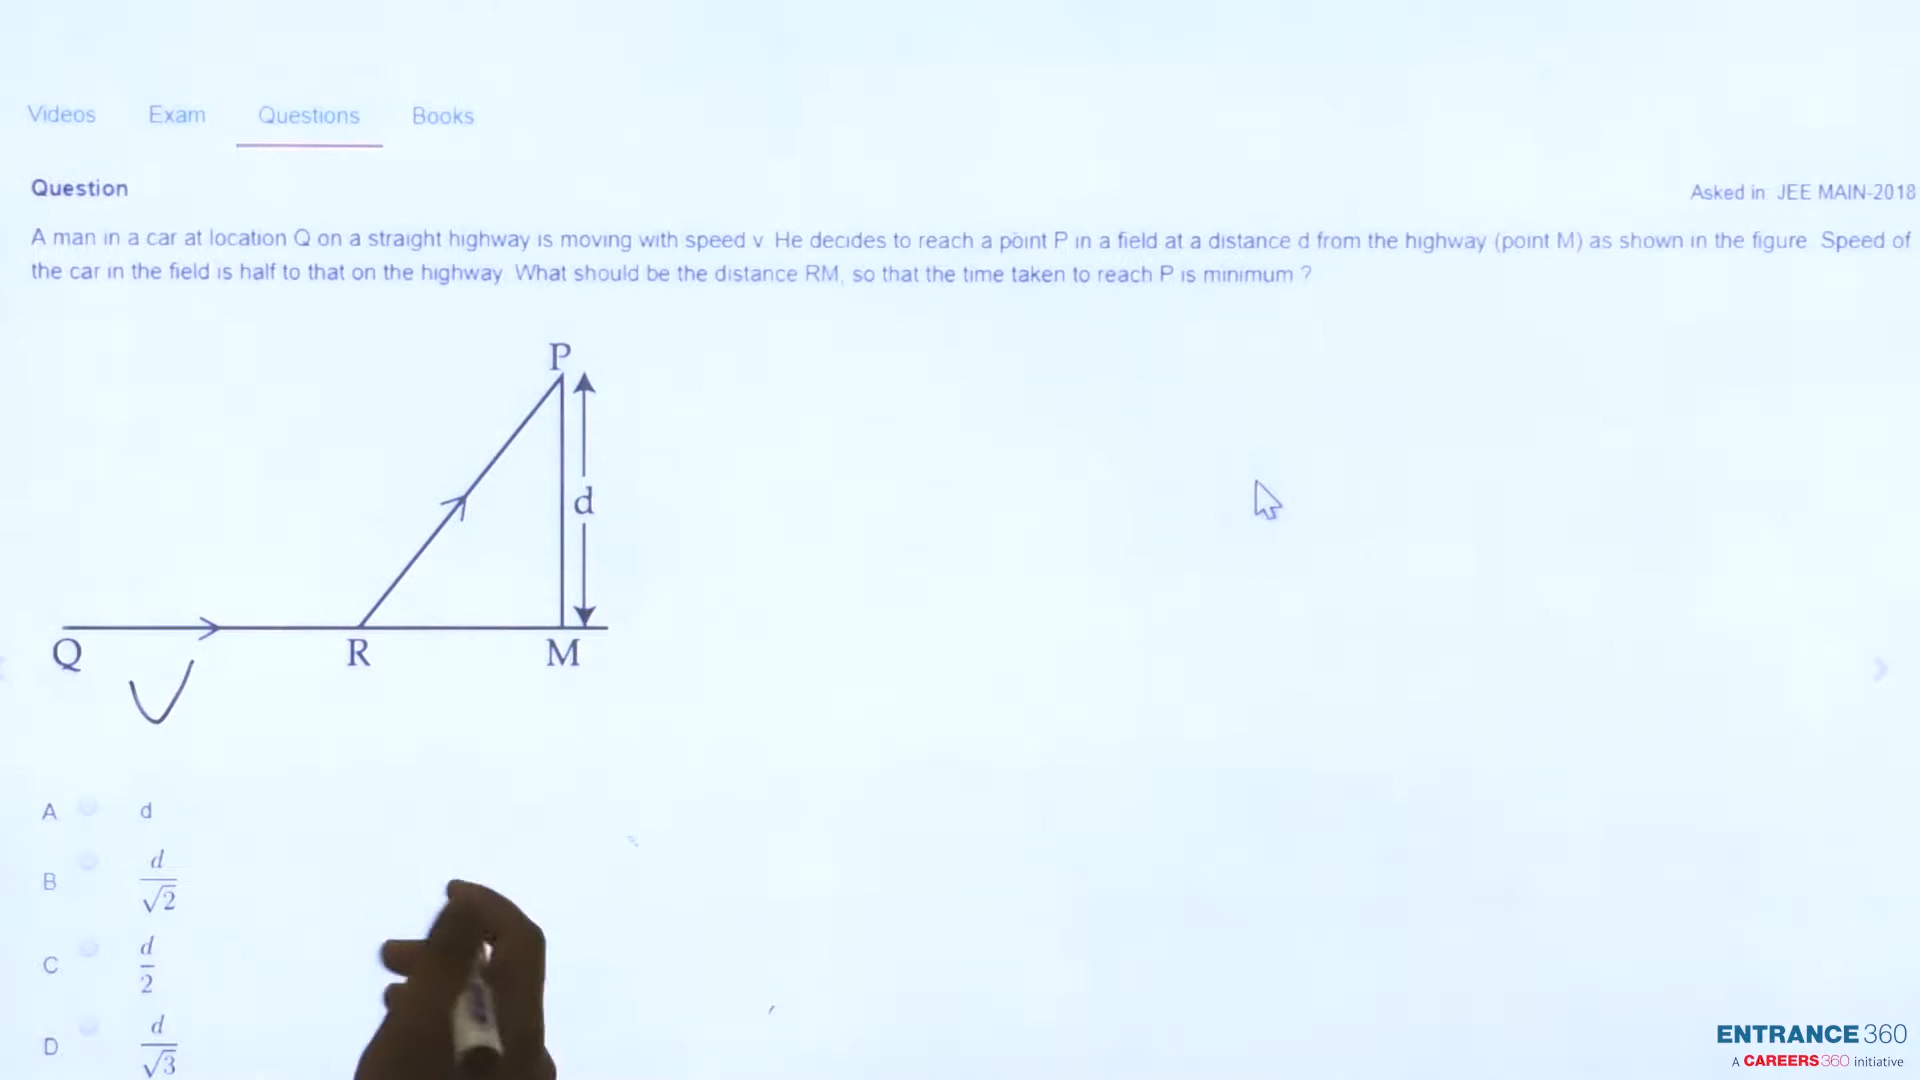 Videos Exam Questions Books
Question
Asked in: JEE MAIN-2018
A man in a car at location Q on a straight highway is moving with speed v. He decides to reach a point P in a field at a distance d from the highway (point M) as shown in the figure. Speed of
the car in the field is half to that on the highway. What should be the distance RM, so that the time taken to reach P is minimum ?
P
d
Q R M
V
A d
B d/√2
C d/2
D d/√3
ENTRANCE360
A CAREERS360 initiative